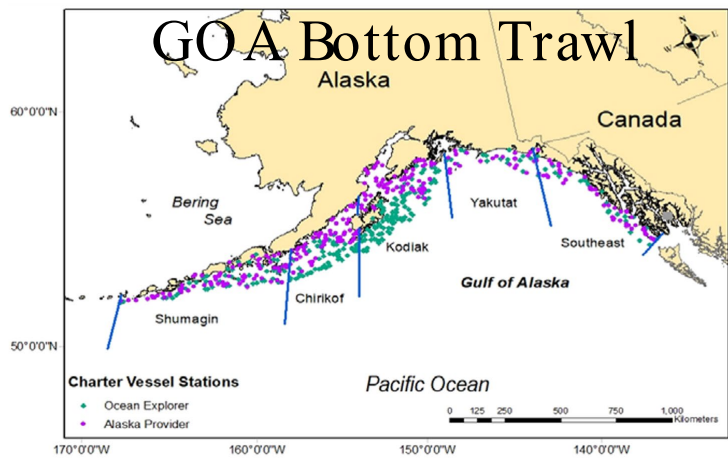 GOA Bottom Trawl
Alaska
60°0'0"N
Canada
Bering
Sea
Yakutat
Southeast
Kodiak
Gulf of Alaska
Chirikof
Shumagin
50°0'0"N
Charter Vessel Stations
Pacific Ocean
Ocean Explorer
Alaska Provider
0 125 250 500 750 1,000
Kilometers
170°0'0"W 160°0'0"W 150°0'0"W 140°0'0"W